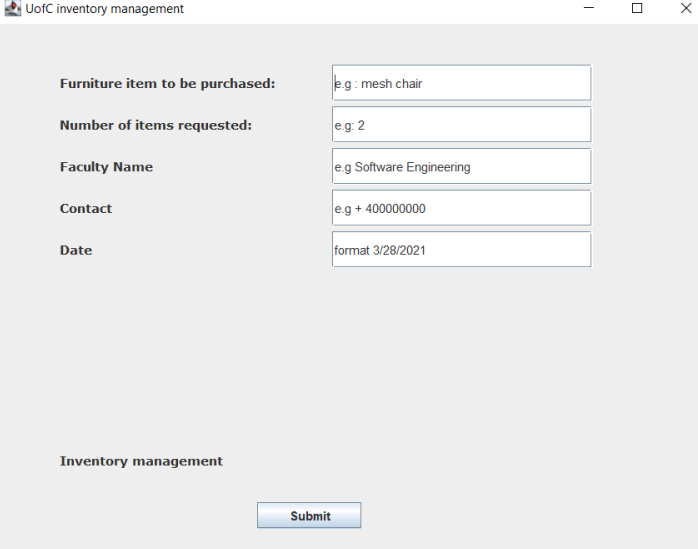 UofC inventory management
Furniture item to be purchased: e.g : mesh chair
Number of items requested: e.g: 2
Faculty Name e.g Software Engineering
Contact e.g + 400000000
Date format 3/28/2021
Inventory management
Submit